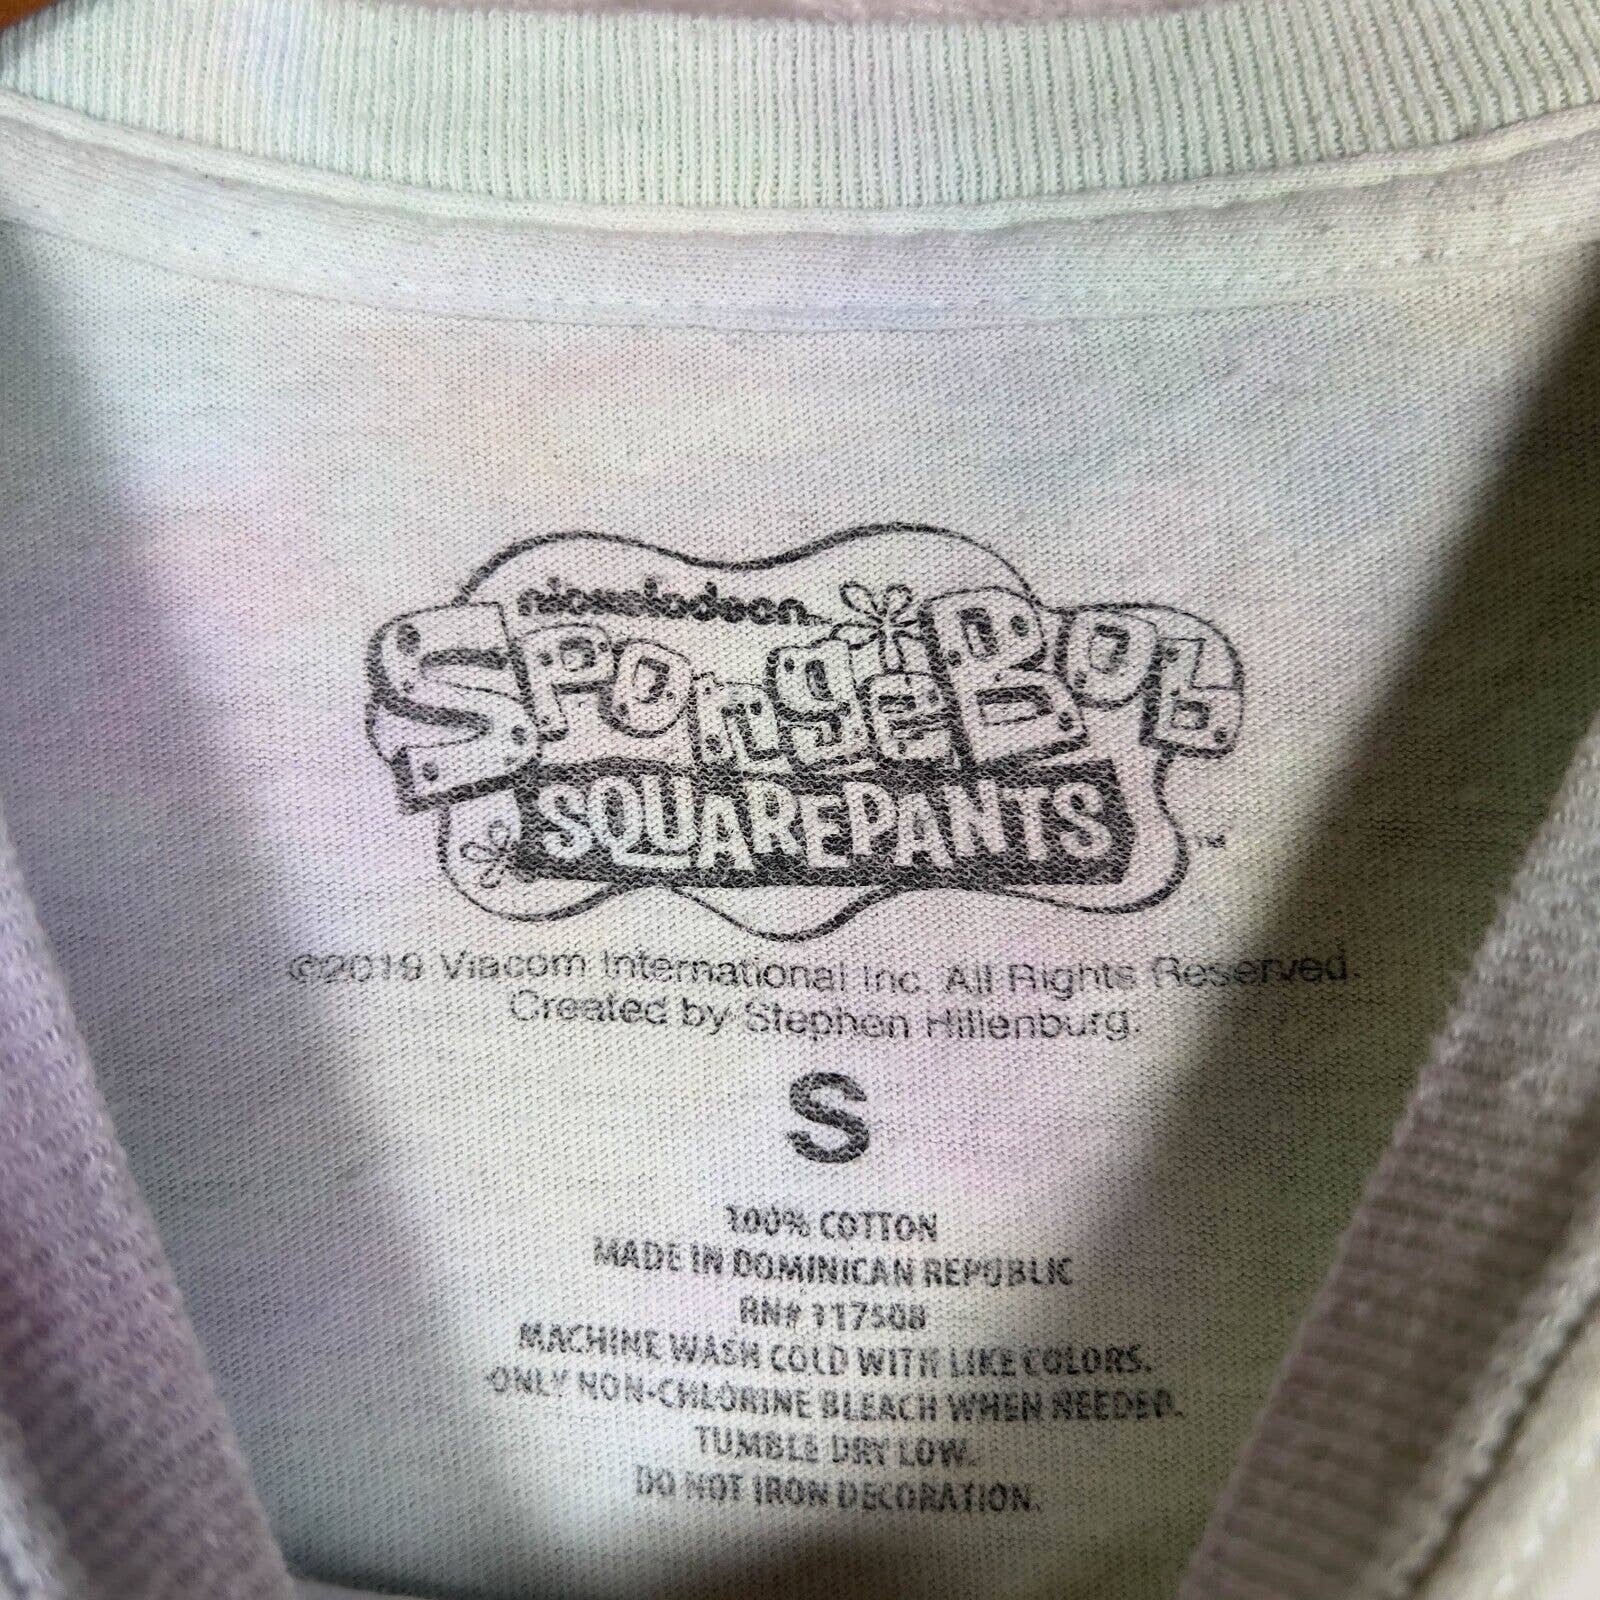 nickelodeon
SpongeBob
SQUAREPANTS ™
©2019 Viacom International Inc. All Rights Reserved.
Created by Stephen Hillenburg.
S
100% COTTON
MADE IN DOMINICAN REPUBLIC
RN# 117508
MACHINE WASH COLD WITH LIKE COLORS.
ONLY NON-CHLORINE BLEACH WHEN NEEDED.
TUMBLE DRY LOW.
DO NOT IRON DECORATION.